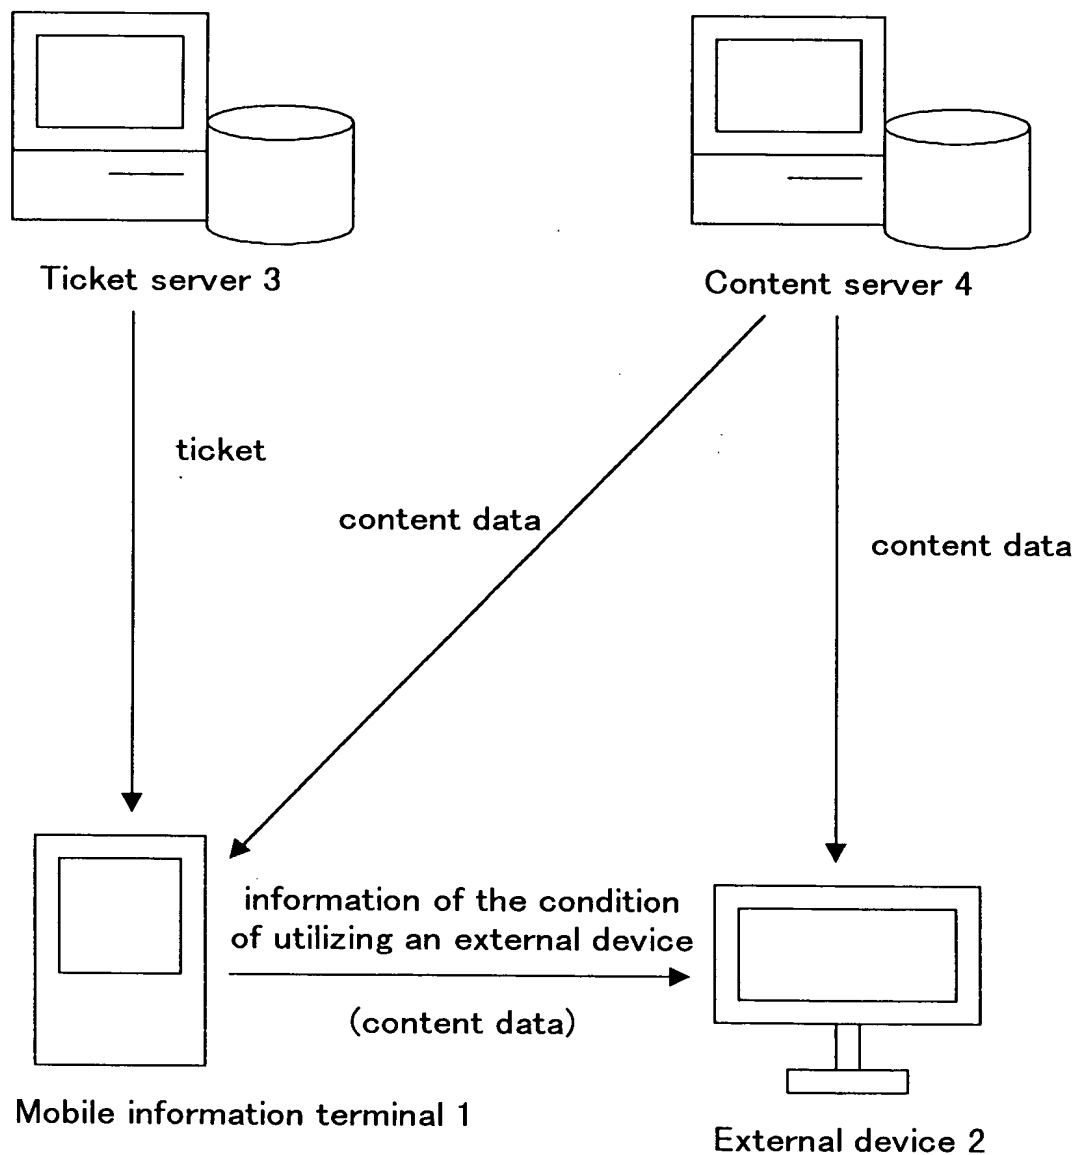 Ticket server 3
Content server 4
ticket
content data
content data
information of the condition
of utilizing an external device
(content data)
Mobile information terminal 1
External device 2